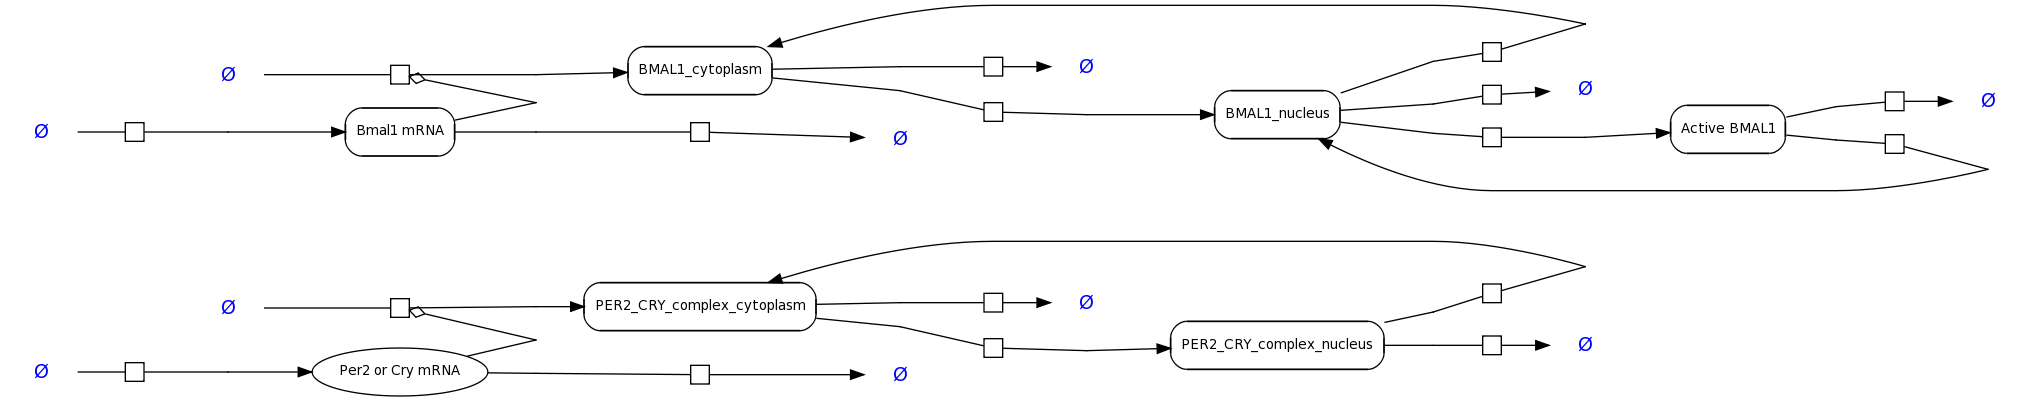 Ø
BMAL1_cytoplasm
Ø
Ø
Bmal1 mRNA
Ø
BMAL1_nucleus
Ø
Active BMAL1
Ø
Ø
PER2_CRY_complex_cytoplasm
Ø
Ø
Per2 or Cry mRNA
Ø
PER2_CRY_complex_nucleus
Ø